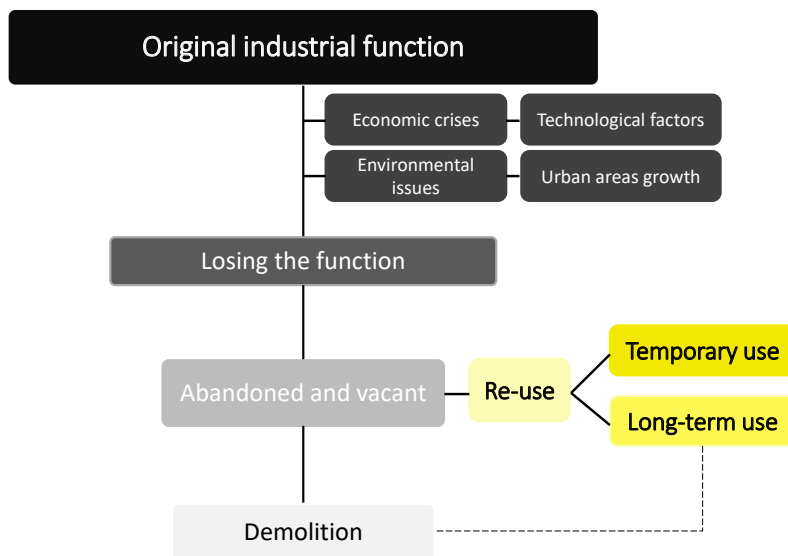 Original industrial function
Economic crises
Technological factors
Environmental
issues
Urban areas growth
Losing the function
Abandoned and vacant
Re-use
Temporary use
Long-term use
Demolition